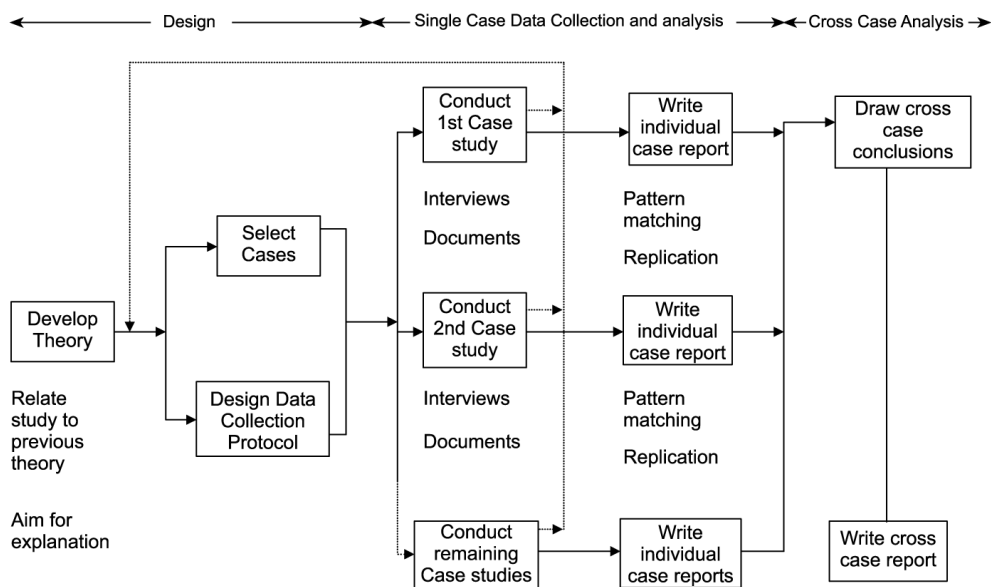 Design
Single Case Data Collection and analysis
Cross Case Analysis
Develop
Theory
Relate
study to
previous
theory
Aim for
explanation
Select
Cases
Design Data
Collection
Protocol
Conduct
1st Case
study
Interviews
Documents
Conduct
2nd Case
study
Interviews
Documents
Conduct
remaining
Case studies
Write
individual
case report
Pattern
matching
Replication
Write
individual
case report
Pattern
matching
Replication
Write
individual
case reports
Draw cross
case
conclusions
Write cross
case report